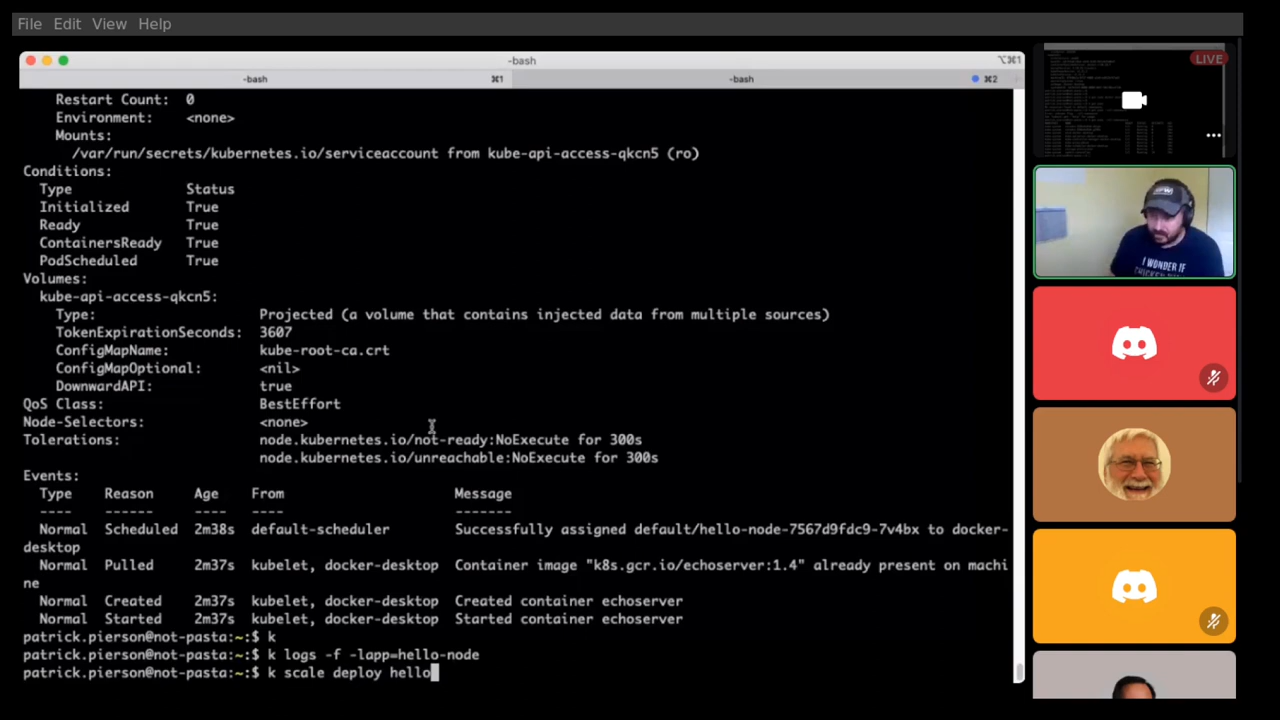 File Edit View Help
-bash
⌥⌘1
-bash
⌘1
-bash
⌘2
Restart Count: 0
Environment: <none>
Mounts:
/var/run/secrets/kubernetes.io/serviceaccount from kube-api-access-qkcn5 (ro)
Conditions:
Type Status
Initialized True
Ready True
ContainersReady True
PodScheduled True
Volumes:
kube-api-access-qkcn5:
Type: Projected (a volume that contains injected data from multiple sources)
TokenExpirationSeconds: 3607
ConfigMapName: kube-root-ca.crt
ConfigMapOptional: <nil>
DownwardAPI: true
QoS Class: BestEffort
Node-Selectors: <none>
Tolerations: node.kubernetes.io/not-ready:NoExecute for 300s
node.kubernetes.io/unreachable:NoExecute for 300s
Events:
Type Reason Age From Message
---- ------ ---- ---- -------
Normal Scheduled 2m38s default-scheduler Successfully assigned default/hello-node-7567d9fdc9-7v4bx to docker-
desktop
Normal Pulled 2m37s kubelet, docker-desktop Container image "k8s.gcr.io/echoserver:1.4" already present on machi
ne
Normal Created 2m37s kubelet, docker-desktop Created container echoserver
Normal Started 2m37s kubelet, docker-desktop Started container echoserver
patrick.pierson@not-pasta:~:$ k
patrick.pierson@not-pasta:~:$ k logs -f -lapp=hello-node
patrick.pierson@not-pasta:~:$ k scale deploy hello
LIVE
I WONDER IF